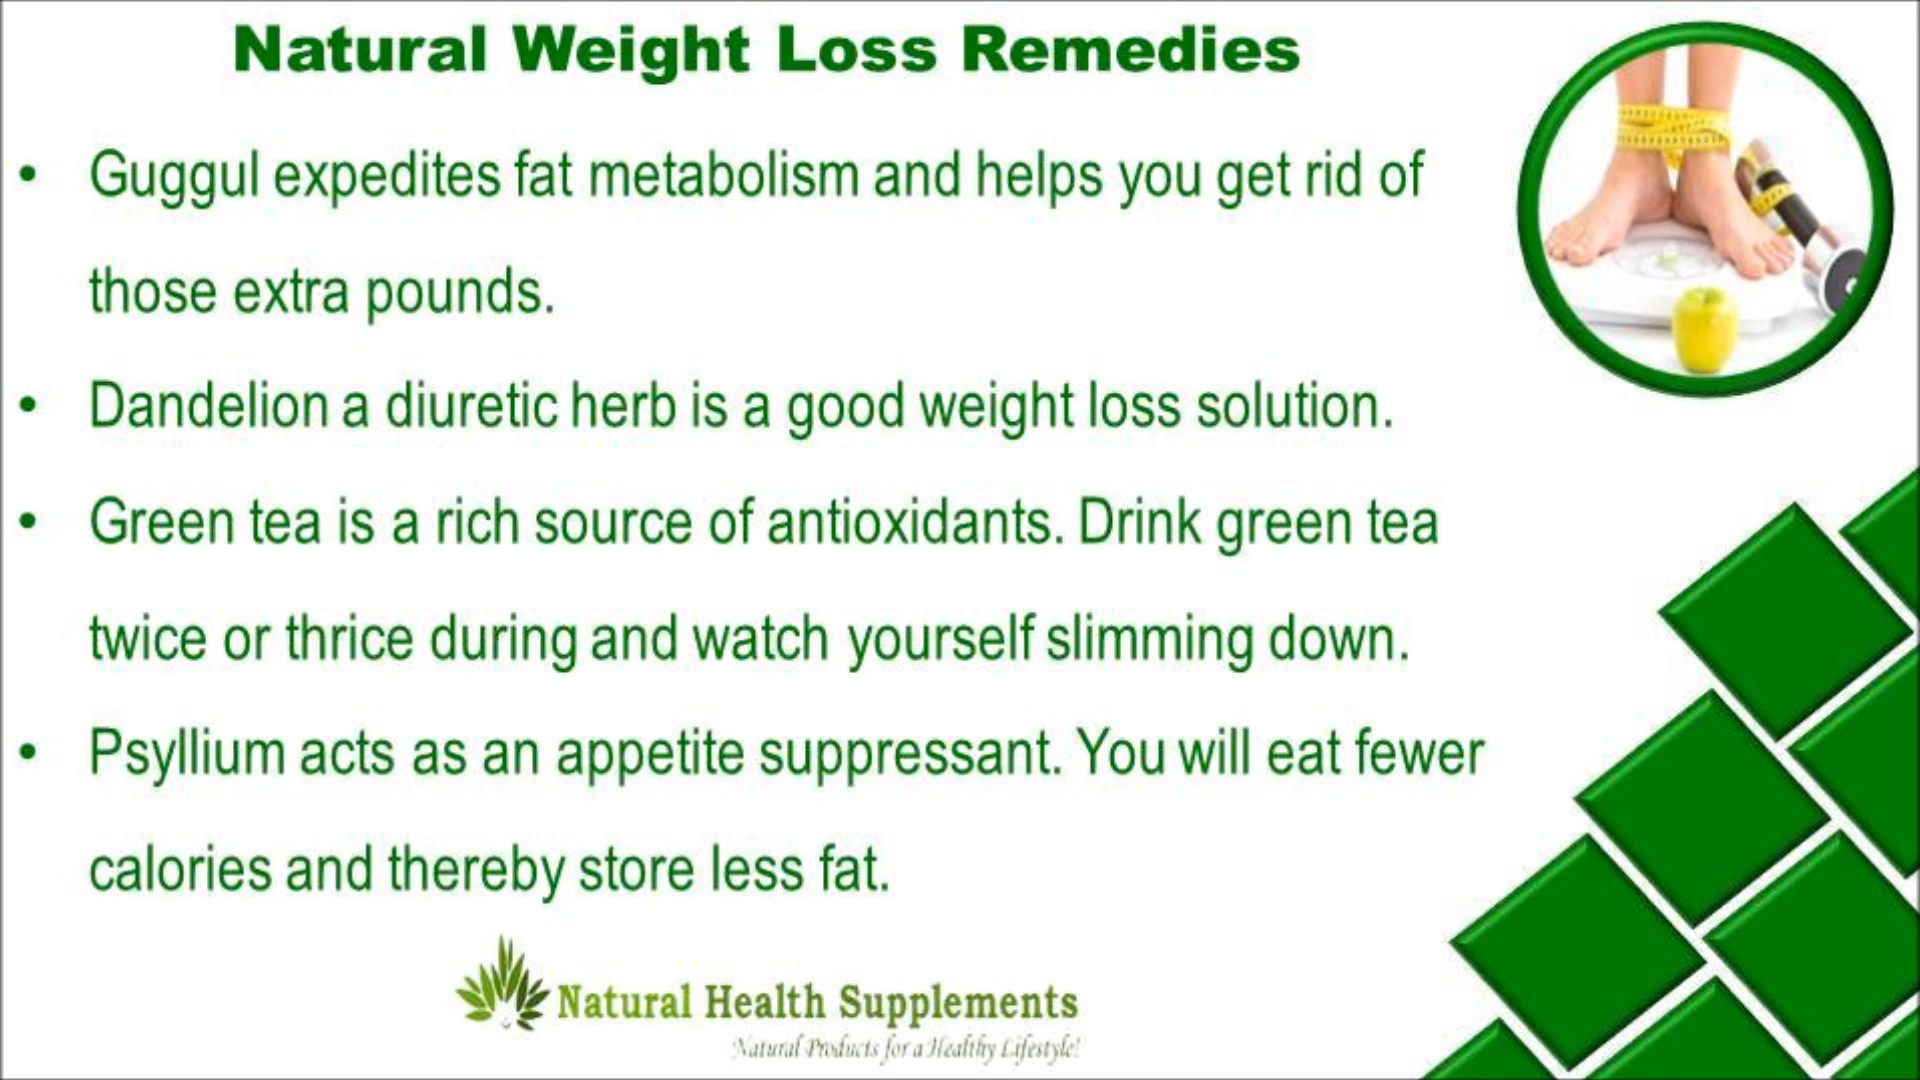 Natural Weight Loss Remedies
• Guggul expedites fat metabolism and helps you get rid of
those extra pounds.
• Dandelion a diuretic herb is a good weight loss solution.
• Green tea is a rich source of antioxidants. Drink green tea
twice or thrice during and watch yourself slimming down.
• Psyllium acts as an appetite suppressant. You will eat fewer
calories and thereby store less fat.
Natural Health Supplements
Natural Products for a Healthy Lifestyle!